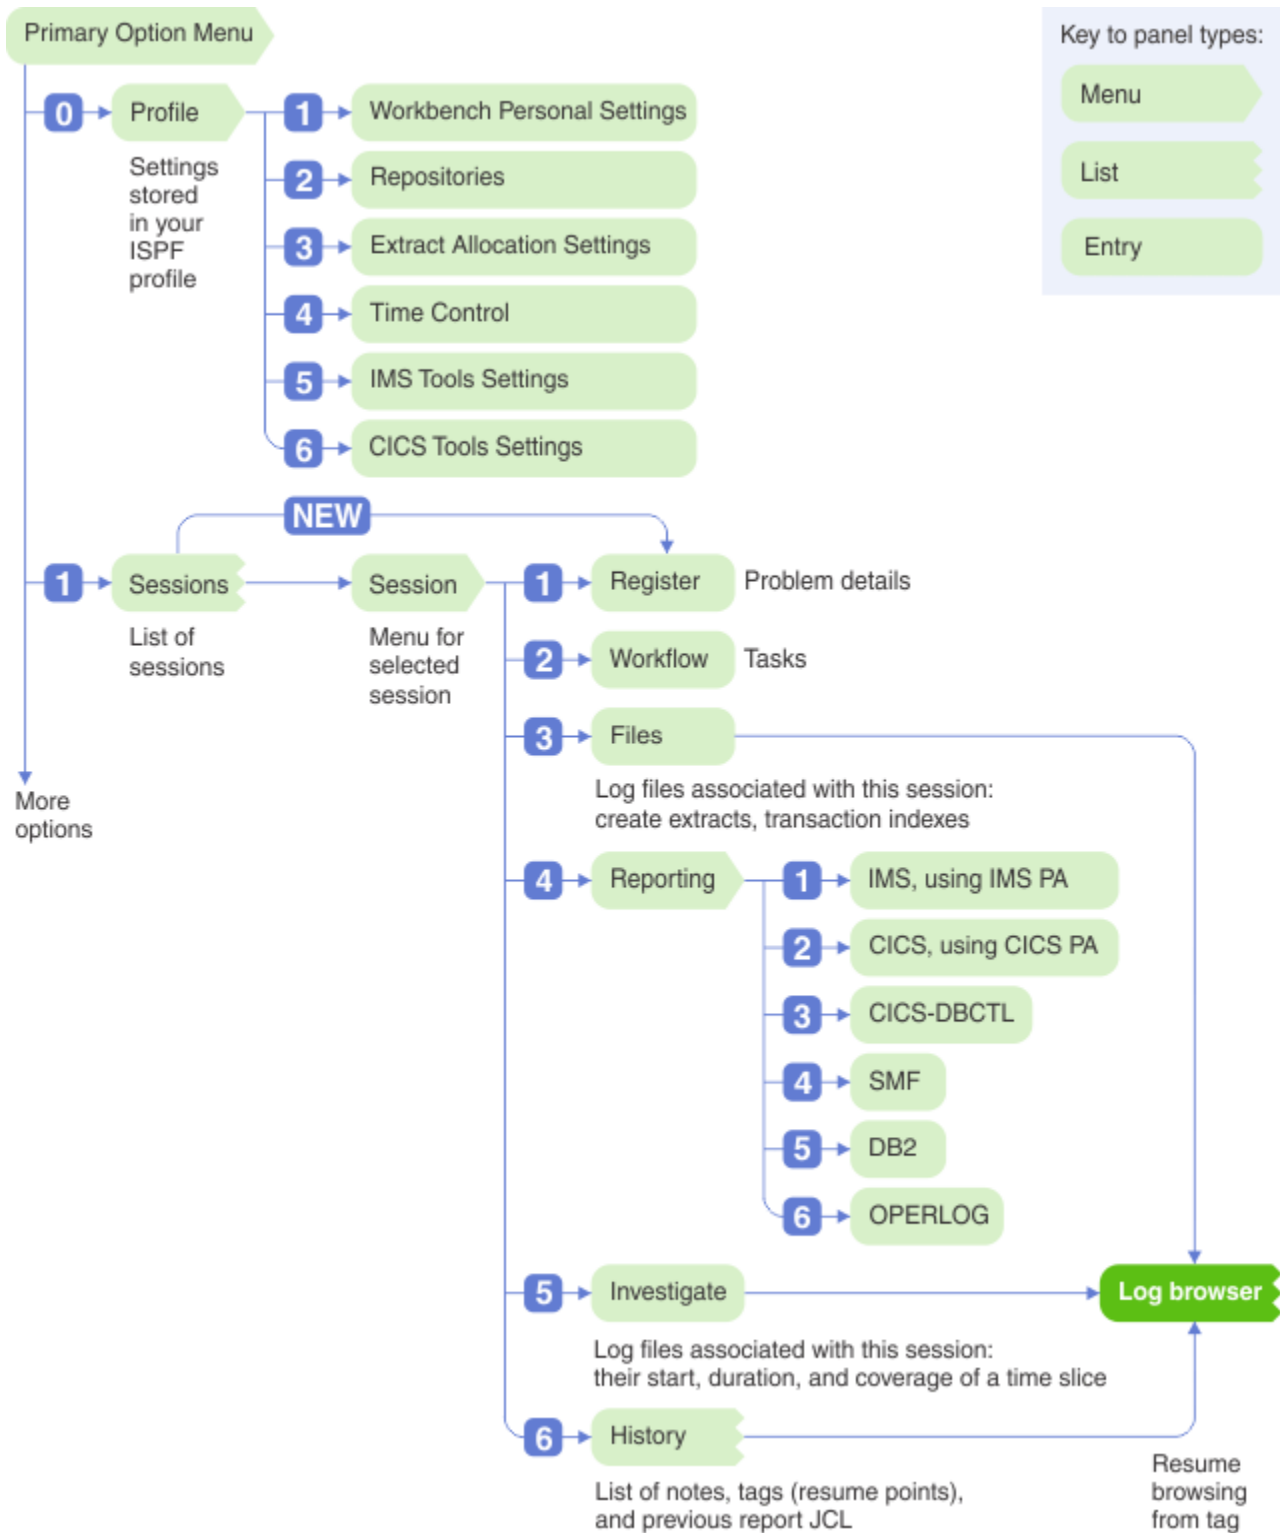 Primary Option Menu
Key to panel types:
Menu
List
Entry
0
Profile
Settings
stored
in your
ISPF
profile
1
Workbench Personal Settings
2
Repositories
3
Extract Allocation Settings
4
Time Control
5
IMS Tools Settings
6
CICS Tools Settings
NEW
1
Sessions
List of
sessions
Session
Menu for
selected
session
1
Register
Problem details
2
Workflow
Tasks
3
Files
Log files associated with this session:
create extracts, transaction indexes
More
options
4
Reporting
1
IMS, using IMS PA
2
CICS, using CICS PA
3
CICS-DBCTL
4
SMF
5
DB2
6
OPERLOG
5
Investigate
Log browser
Log files associated with this session:
their start, duration, and coverage of a time slice
6
History
List of notes, tags (resume points),
and previous report JCL
Resume
browsing
from tag